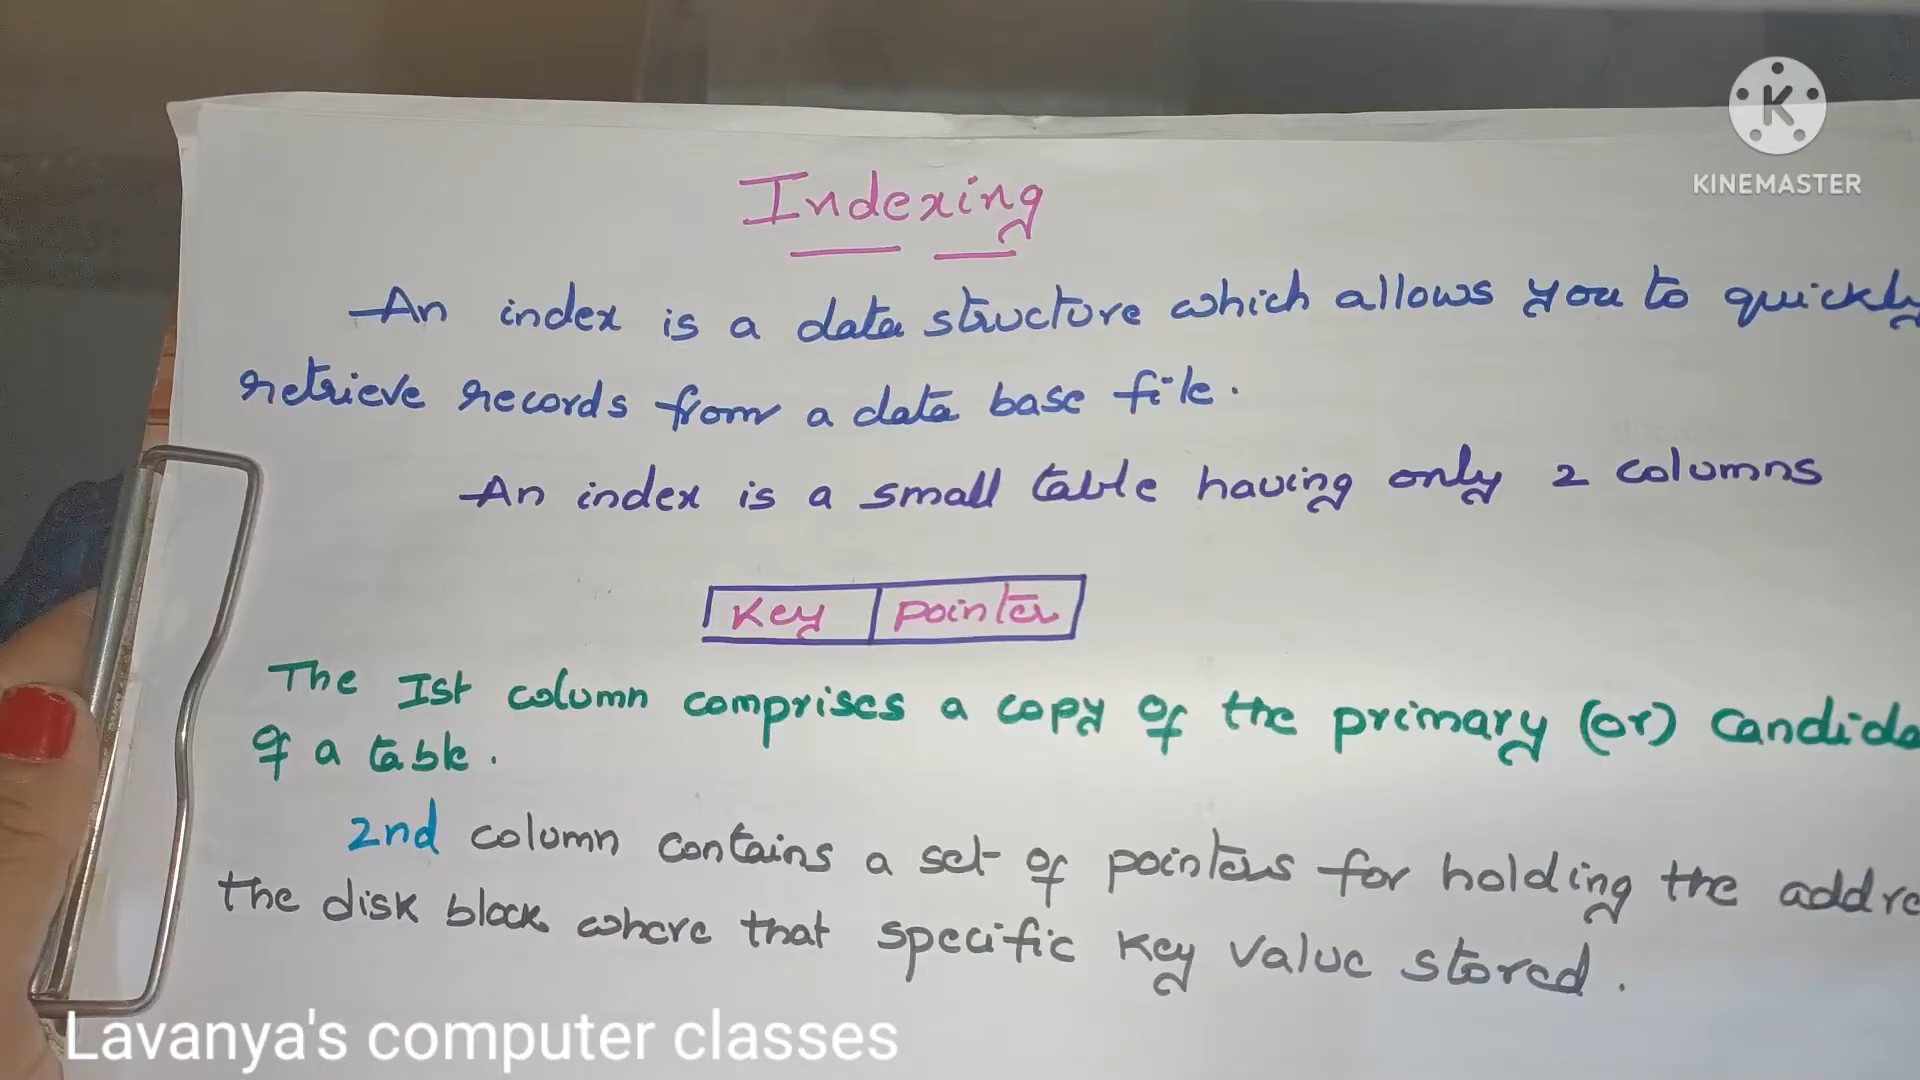 KINEMASTER
Indexing
An index is a data structure which allows you to quickly
retrieve records from a data base file.
An index is a small table having only 2 columns
Key pointer
The Ist column comprises a copy of the primary (or) candida
of a table.
2nd column contains a set of pointers for holding the addre
the disk block where that specific key value stored.
Lavanya's computer classes